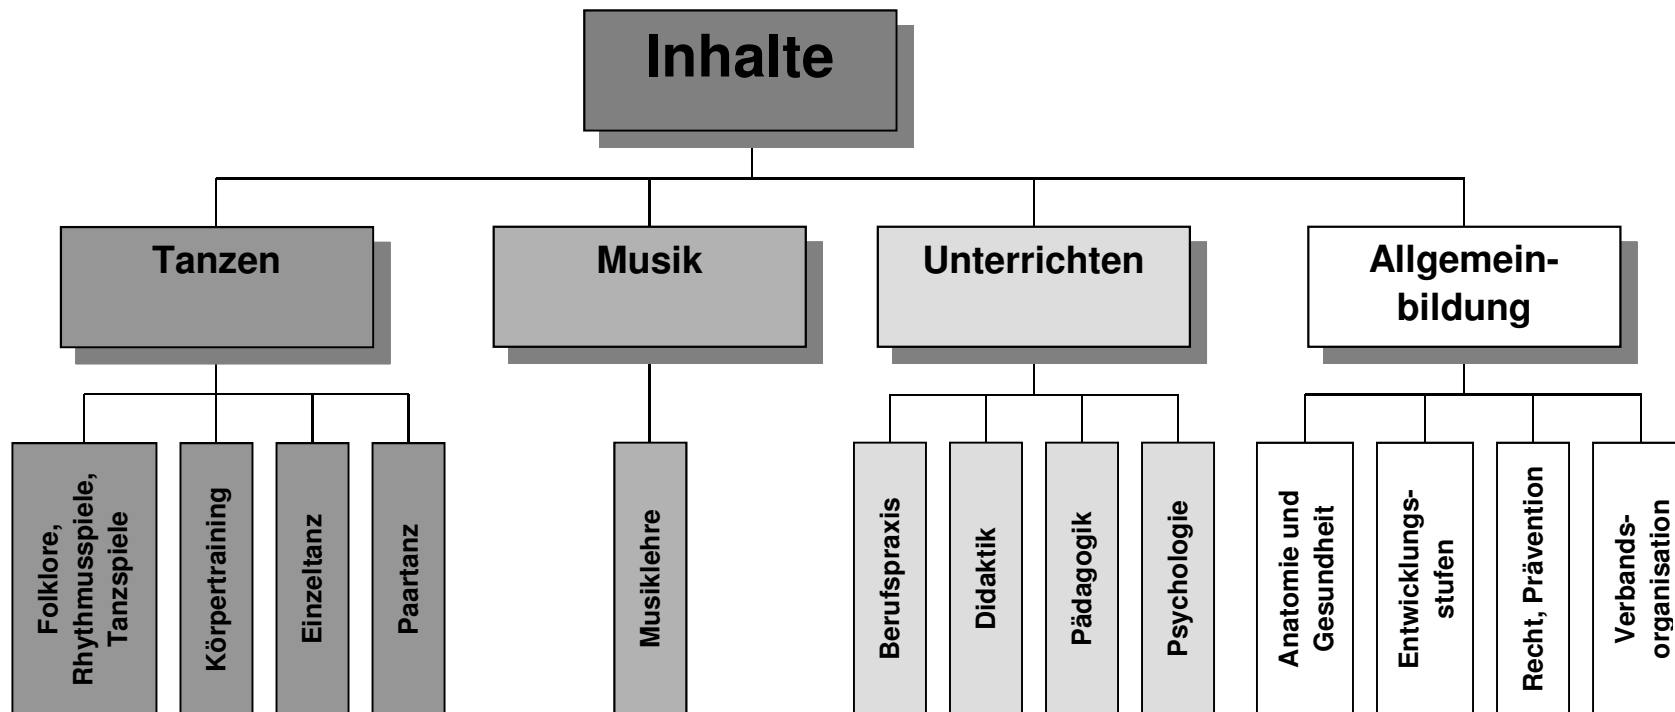 Inhalte
Tanzen
Musik
Unterrichten
Allgemein-
bildung
Folklore,
Rhythmusspiele,
Tanzspiele
Körpertraining
Einzeltanz
Paartanz
Musiklehre
Berufspraxis
Didaktik
Pädagogik
Psychologie
Anatomie und
Gesundheit
Entwicklungs-
stufen
Recht, Prävention
Verbands-
organisation